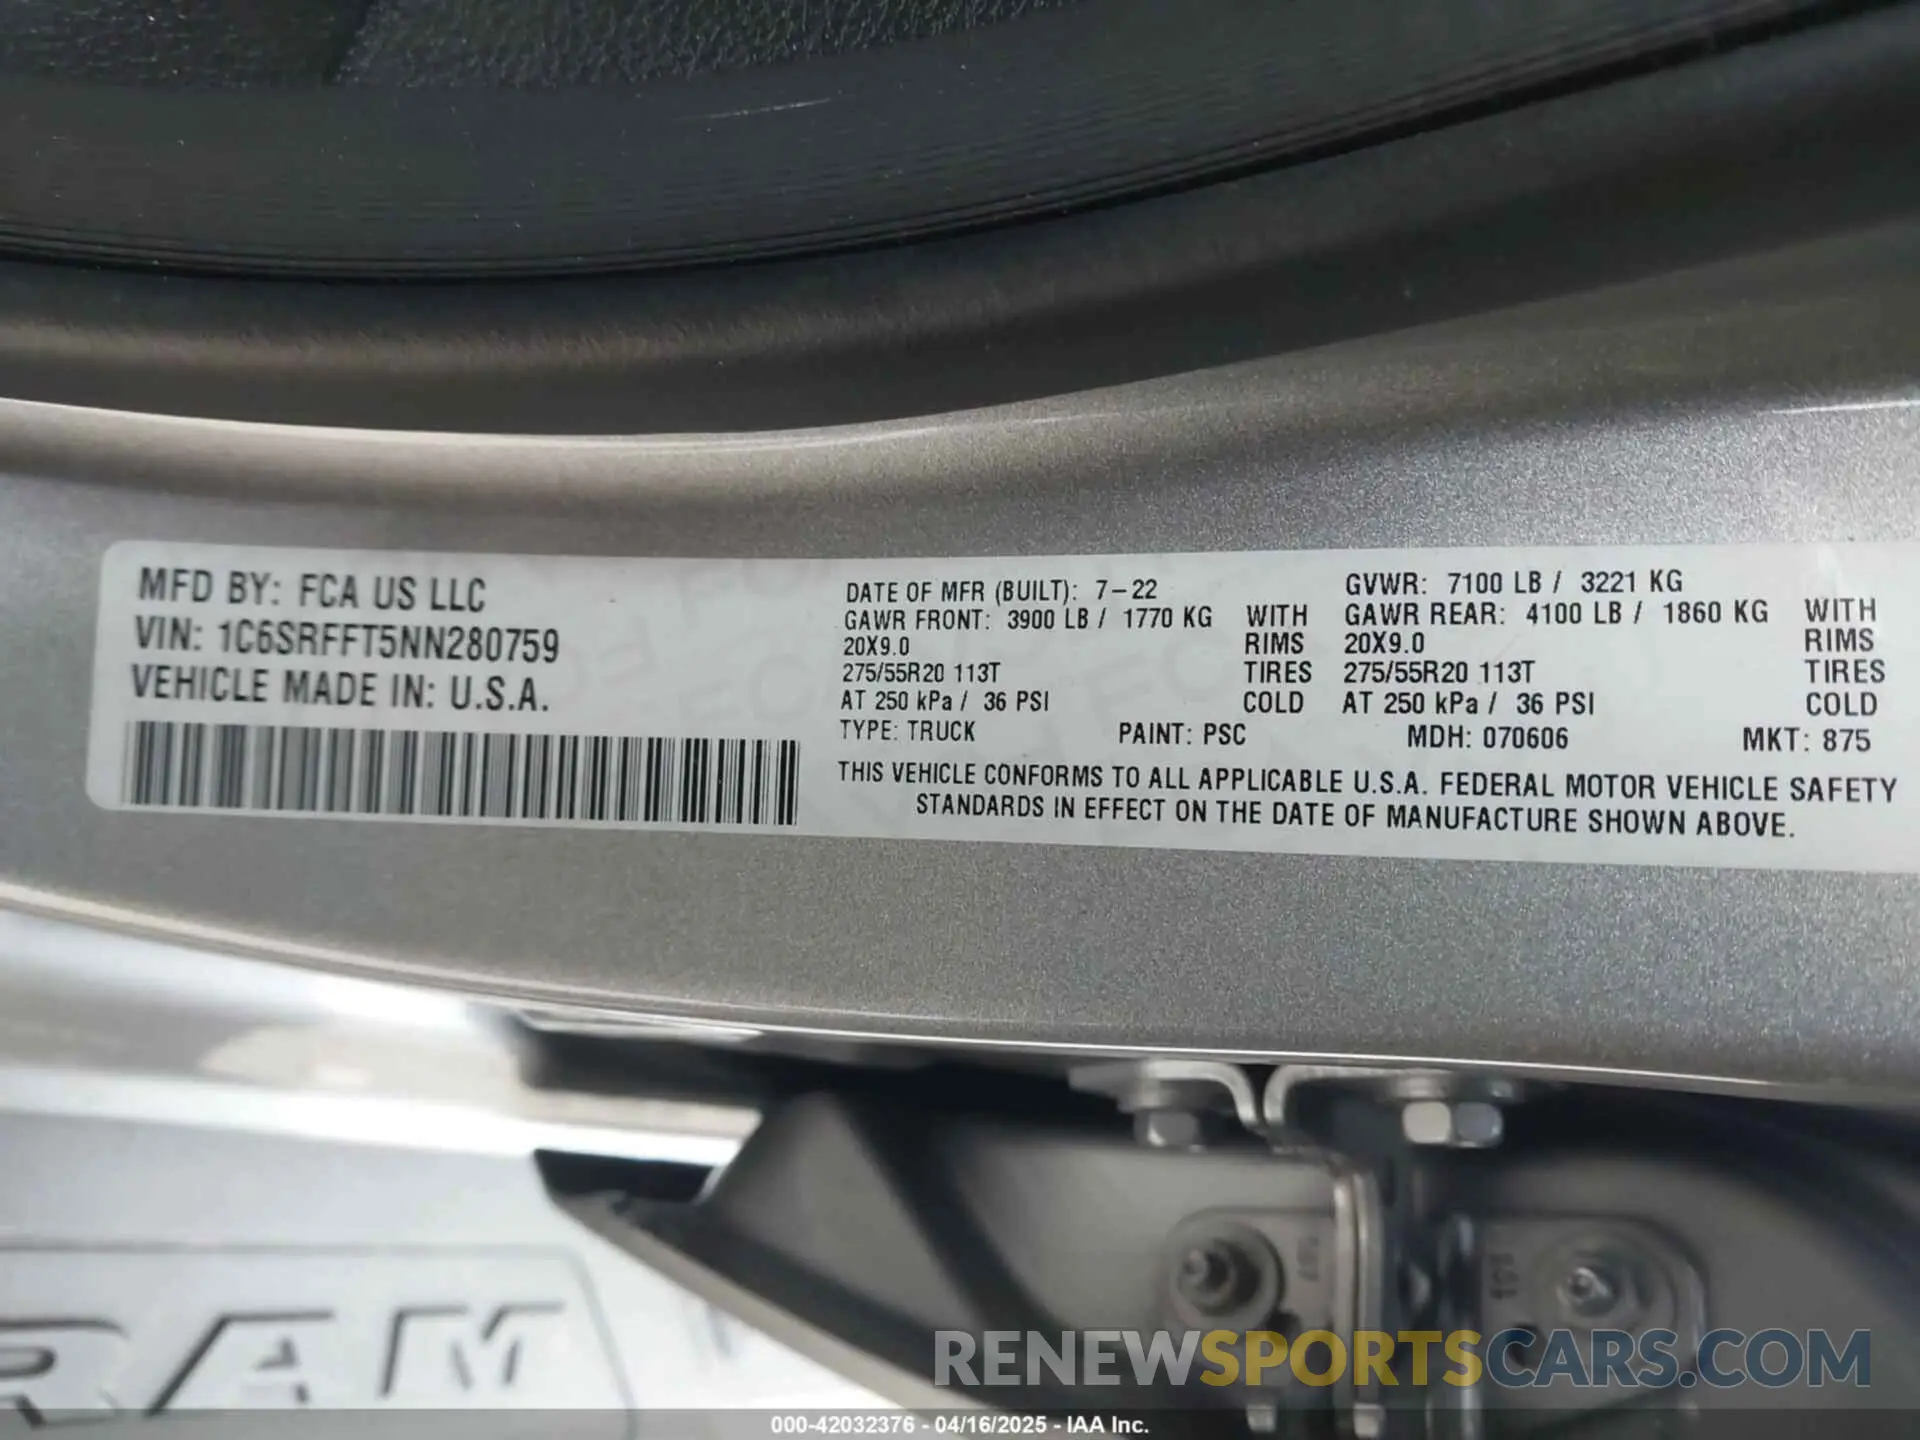 MFD BY: FCA US LLC
VIN: 1C6SRFFT5NN280759
VEHICLE MADE IN: U.S.A.
DATE OF MFR (BUILT): 7-22 GVWR: 7100 LB / 3221 KG
GAWR FRONT: 3900 LB / 1770 KG WITH GAWR REAR: 4100 LB / 1860 KG WITH
20X9.0 RIMS 20X9.0 RIMS
275/55R20 113T TIRES 275/55R20 113T TIRES
AT 250 kPa / 36 PSI COLD AT 250 kPa / 36 PSI COLD
TYPE: TRUCK PAINT: PSC MDH: 070606 MKT: 875
THIS VEHICLE CONFORMS TO ALL APPLICABLE U.S.A. FEDERAL MOTOR VEHICLE SAFETY
STANDARDS IN EFFECT ON THE DATE OF MANUFACTURE SHOWN ABOVE.
RAM
RENEWSPORTSCARS.COM
000-42032376 - 04/16/2025 - IAA Inc.